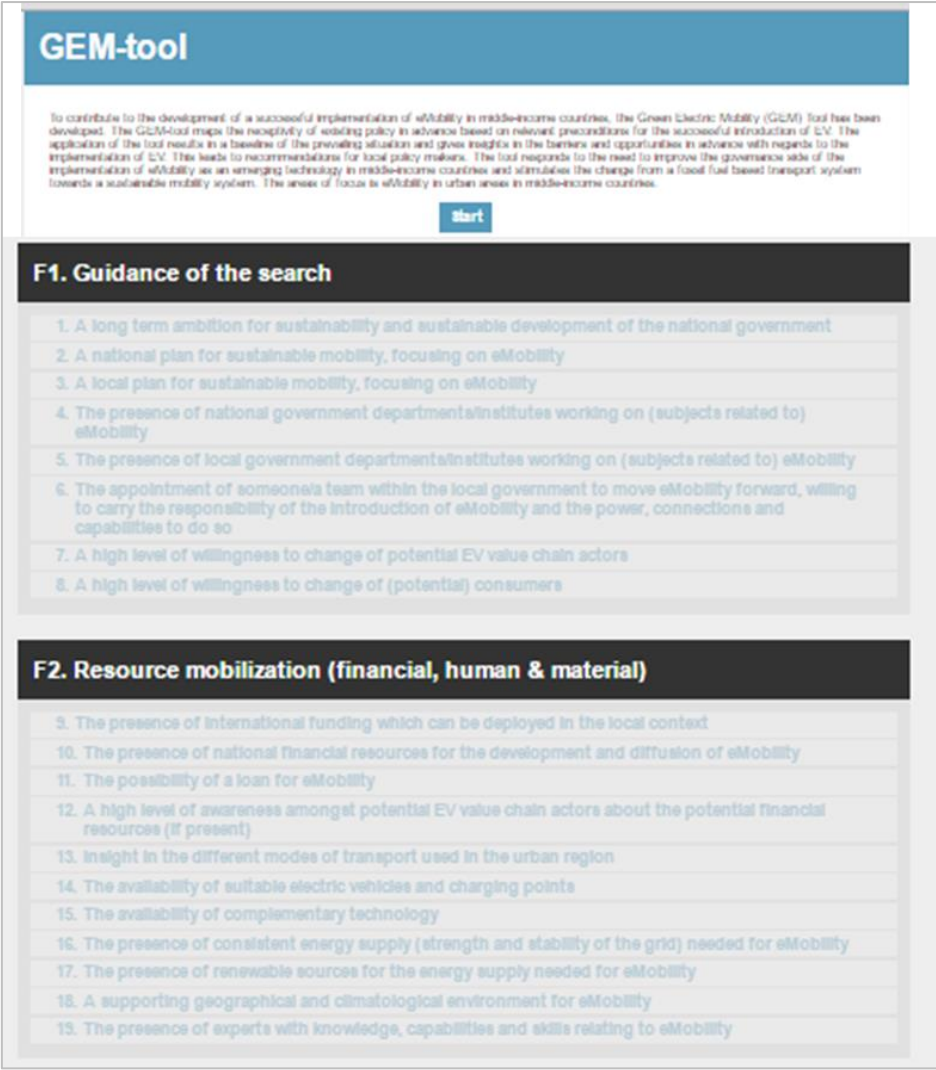 GEM-tool
To contribute to the development of a successful implementation of eMobility in middle-income countries, the Green Electric Mobility (GEM) Tool has been
developed. The GEM-tool maps the receptivity of existing policy in advance based on relevant preconditions for the successful introduction of EV. The
application of the tool results in a baseline of the prevailing situation and gives insights in the barriers and opportunities in advance with regards to the
implementation of EV. This leads to recommendations for local policy makers. The tool responds to the need to improve the governance side of the
implementation of eMobility as an emerging technology in middle-income countries and stimulates the change from a fossil fuel based transport system
towards a sustainable mobility system. The areas of focus is eMobility in urban areas in middle-income countries.
Start
F1. Guidance of the search
1. A long term ambition for sustainability and sustainable development of the national government
2. A national plan for sustainable mobility, focusing on eMobility
3. A local plan for sustainable mobility, focusing on eMobility
4. The presence of national government departments/institutes working on (subjects related to)
eMobility
5. The presence of local government departments/institutes working on (subjects related to) eMobility
6. The appointment of someone/a team within the local government to move eMobility forward, willing
to carry the responsibility of the introduction of eMobility and the power, connections and
capabilities to do so
7. A high level of willingness to change of potential EV value chain actors
8. A high level of willingness to change of (potential) consumers
F2. Resource mobilization (financial, human & material)
9. The presence of international funding which can be deployed in the local context
10. The presence of national financial resources for the development and diffusion of eMobility
11. The possibility of a loan for eMobility
12. A high level of awareness amongst potential EV value chain actors about the potential financial
resources (if present)
13. Insight in the different modes of transport used in the urban region
14. The availability of suitable electric vehicles and charging points
15. The availability of complementary technology
16. The presence of consistent energy supply (strength and stability of the grid) needed for eMobility
17. The presence of renewable sources for the energy supply needed for eMobility
18. A supporting geographical and climatological environment for eMobility
19. The presence of experts with knowledge, capabilities and skills relating to eMobility